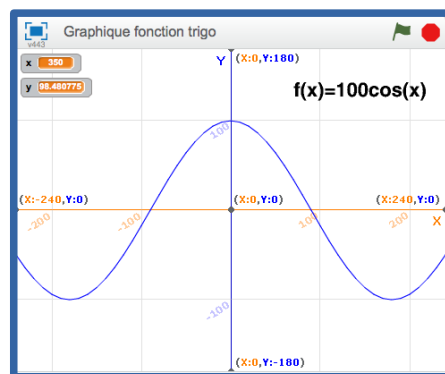 Graphique fonction trigo
v443
x 350
y 98.480775
Y
(X:0,Y:180)
f(x)=100cos(x)
100
(X:-240,Y:0)
(X:0,Y:0)
(X:240,Y:0)
-200
-100
100
200
X
-100
(X:0,Y:-180)